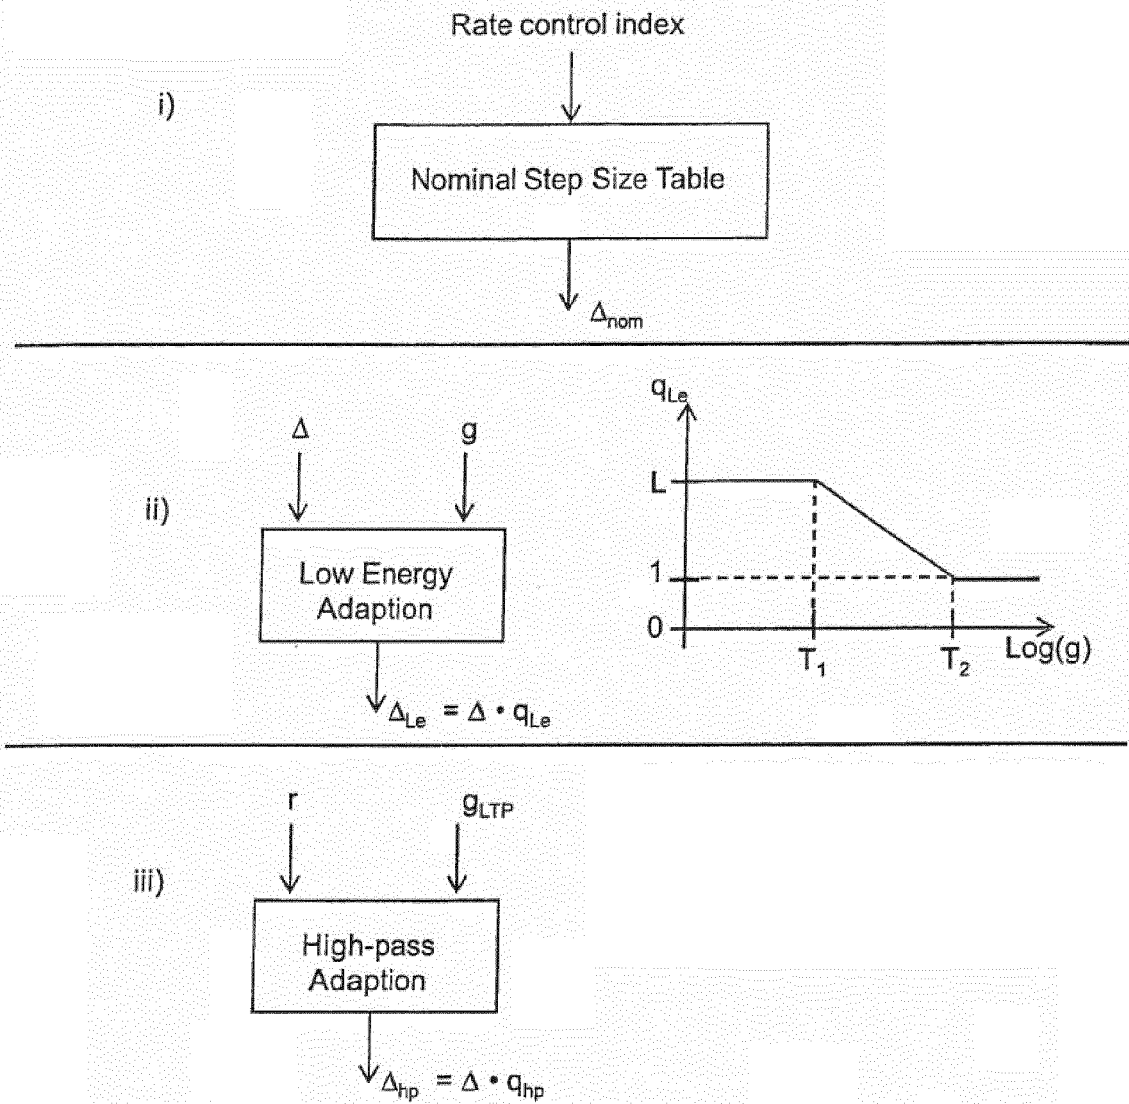 Rate control index
i)
Nominal Step Size Table
Δnom
ii)
Δ
g
Low Energy
Adaption
ΔLe = Δ • qLe
qLe
L
1
0
T1
T2
Log(g)
iii)
r
gLTP
High-pass
Adaption
Δhp = Δ • qhp